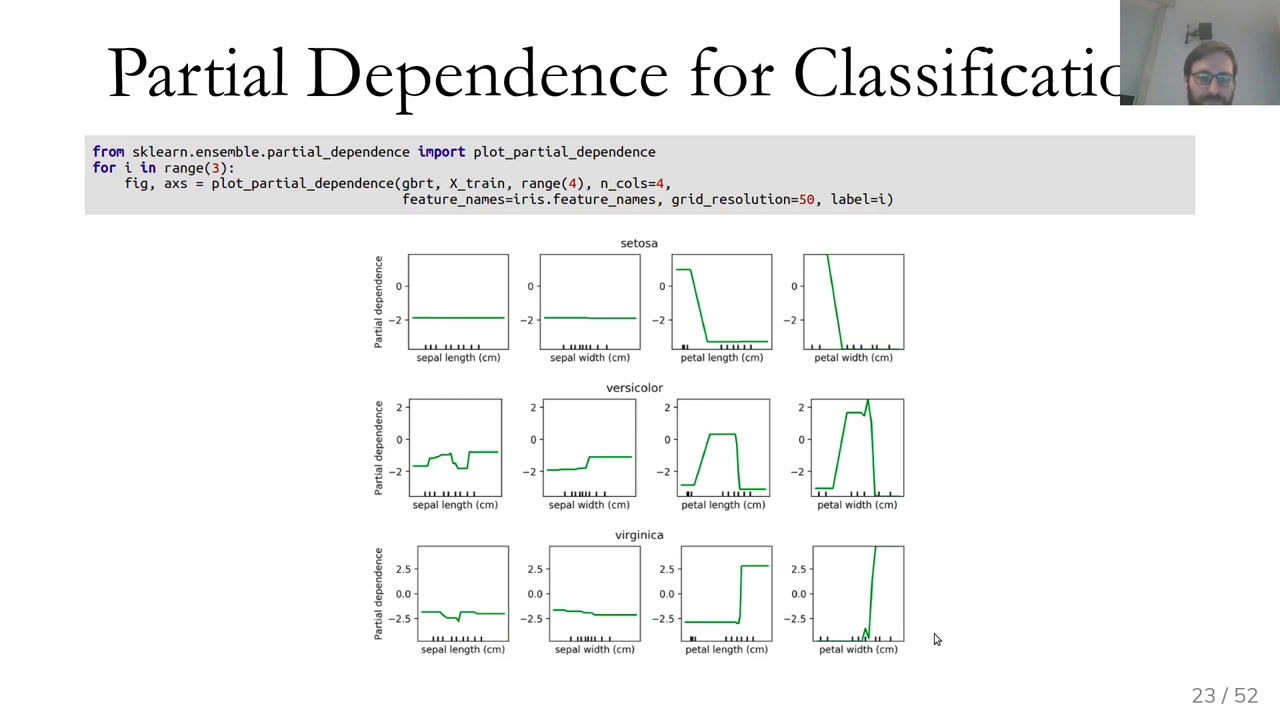 Partial Dependence for Classificatio
from sklearn.ensemble.partial_dependence import plot_partial_dependence
for i in range(3):
    fig, axs = plot_partial_dependence(gbrt, X_train, range(4), n_cols=4,
                                       feature_names=iris.feature_names, grid_resolution=50, label=i)
setosa
Partial dependence
0 −2
0 −2
0 −2
0 −2
sepal length (cm) sepal width (cm) petal length (cm) petal width (cm)
versicolor
Partial dependence
2 0 −2
2 0 −2
2 0 −2
2 0 −2
sepal length (cm) sepal width (cm) petal length (cm) petal width (cm)
virginica
Partial dependence
2.5 0.0 −2.5
2.5 0.0 −2.5
2.5 0.0 −2.5
2.5 0.0 −2.5
sepal length (cm) sepal width (cm) petal length (cm) petal width (cm)
23 / 52